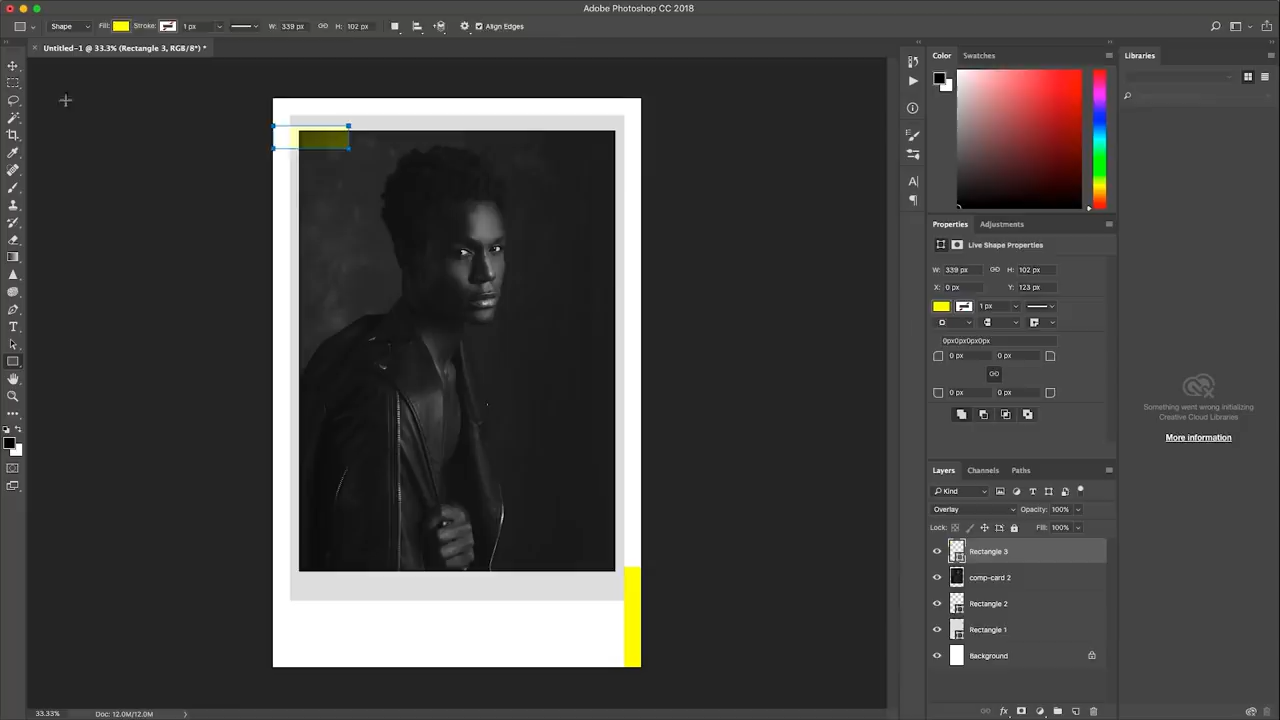 Adobe Photoshop CC 2018
Shape Fill: Stroke: 1 px W: 339 px H: 102 px Align Edges
Untitled-1 @ 33.3% (Rectangle 3, RGB/8*) *
Color Swatches
Libraries
Properties Adjustments
Live Shape Properties
W: 339 px H: 102 px
X: 0 px Y: 123 px
1 px
0px0px0px0px
0 px 0 px
0 px 0 px
Something went wrong initializing
Creative Cloud Libraries
More information
Layers Channels Paths
Kind
Overlay Opacity: 100%
Lock: Fill: 100%
Rectangle 3
comp-card 2
Rectangle 2
Rectangle 1
Background
33.33% Doc: 12.0M/12.0M